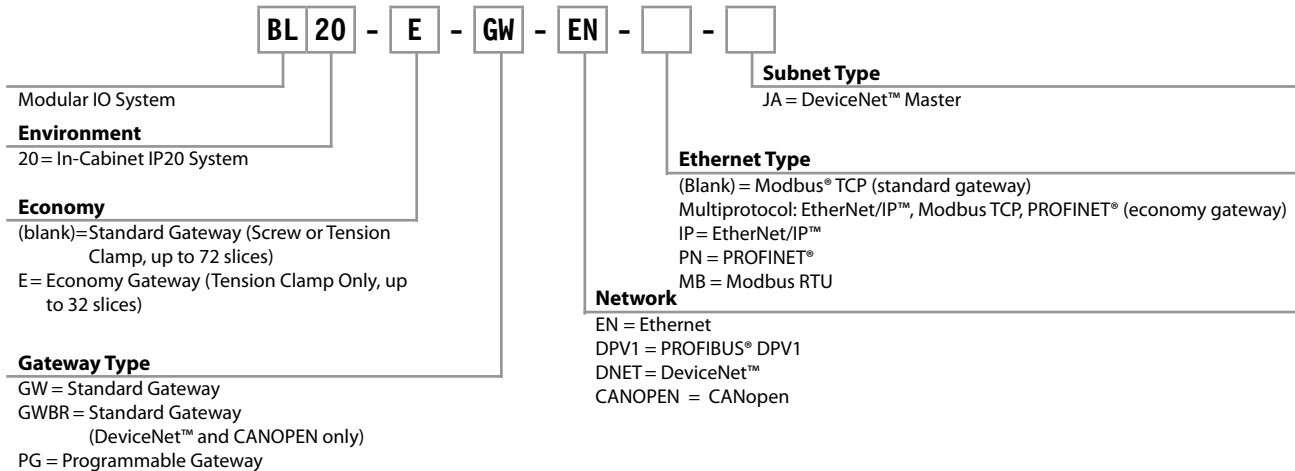 BL 20 - E - GW - EN - -
Subnet Type
JA = DeviceNet™ Master
Modular IO System
Environment
20 = In-Cabinet IP20 System
Ethernet Type
(Blank) = Modbus® TCP (standard gateway)
Multiprotocol: EtherNet/IP™, Modbus TCP, PROFINET® (economy gateway)
IP = EtherNet/IP™
PN = PROFINET®
MB = Modbus RTU
Economy
(blank)=Standard Gateway (Screw or Tension
Clamp, up to 72 slices)
E = Economy Gateway (Tension Clamp Only, up
to 32 slices)
Network
EN = Ethernet
DPV1 = PROFIBUS® DPV1
DNET = DeviceNet™
CANOPEN = CANopen
Gateway Type
GW = Standard Gateway
GWBR = Standard Gateway
(DeviceNet™ and CANOPEN only)
PG = Programmable Gateway